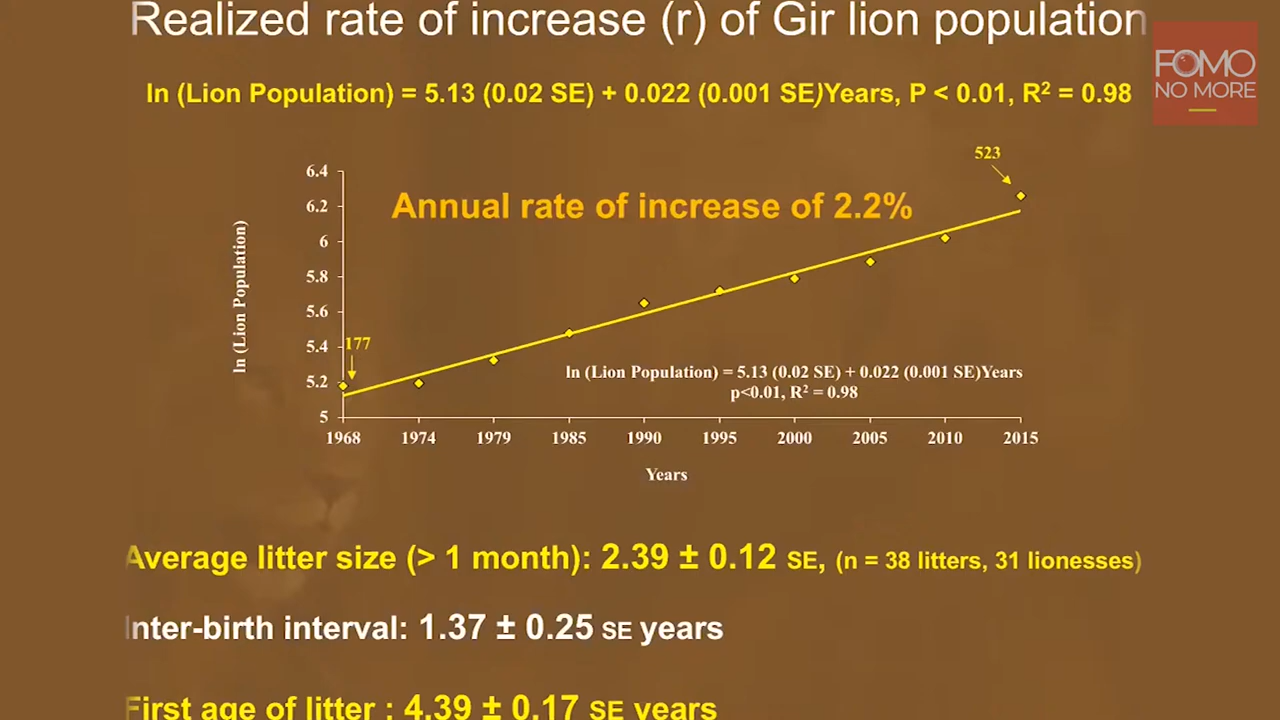 Realized rate of increase (r) of Gir lion population
FOMO
NO MORE
ln (Lion Population) = 5.13 (0.02 SE) + 0.022 (0.001 SE)Years, P < 0.01, R² = 0.98
523
6.4
6.2
6
5.8
5.6
5.4
5.2
5
ln (Lion Population)
Annual rate of increase of 2.2%
177
ln (Lion Population) = 5.13 (0.02 SE) + 0.022 (0.001 SE)Years
p<0.01, R² = 0.98
1968 1974 1979 1985 1990 1995 2000 2005 2010 2015
Years
Average litter size (> 1 month): 2.39 ± 0.12 SE, (n = 38 litters, 31 lionesses)
Inter-birth interval: 1.37 ± 0.25 SE years
First age of litter : 4.39 ± 0.17 SE years